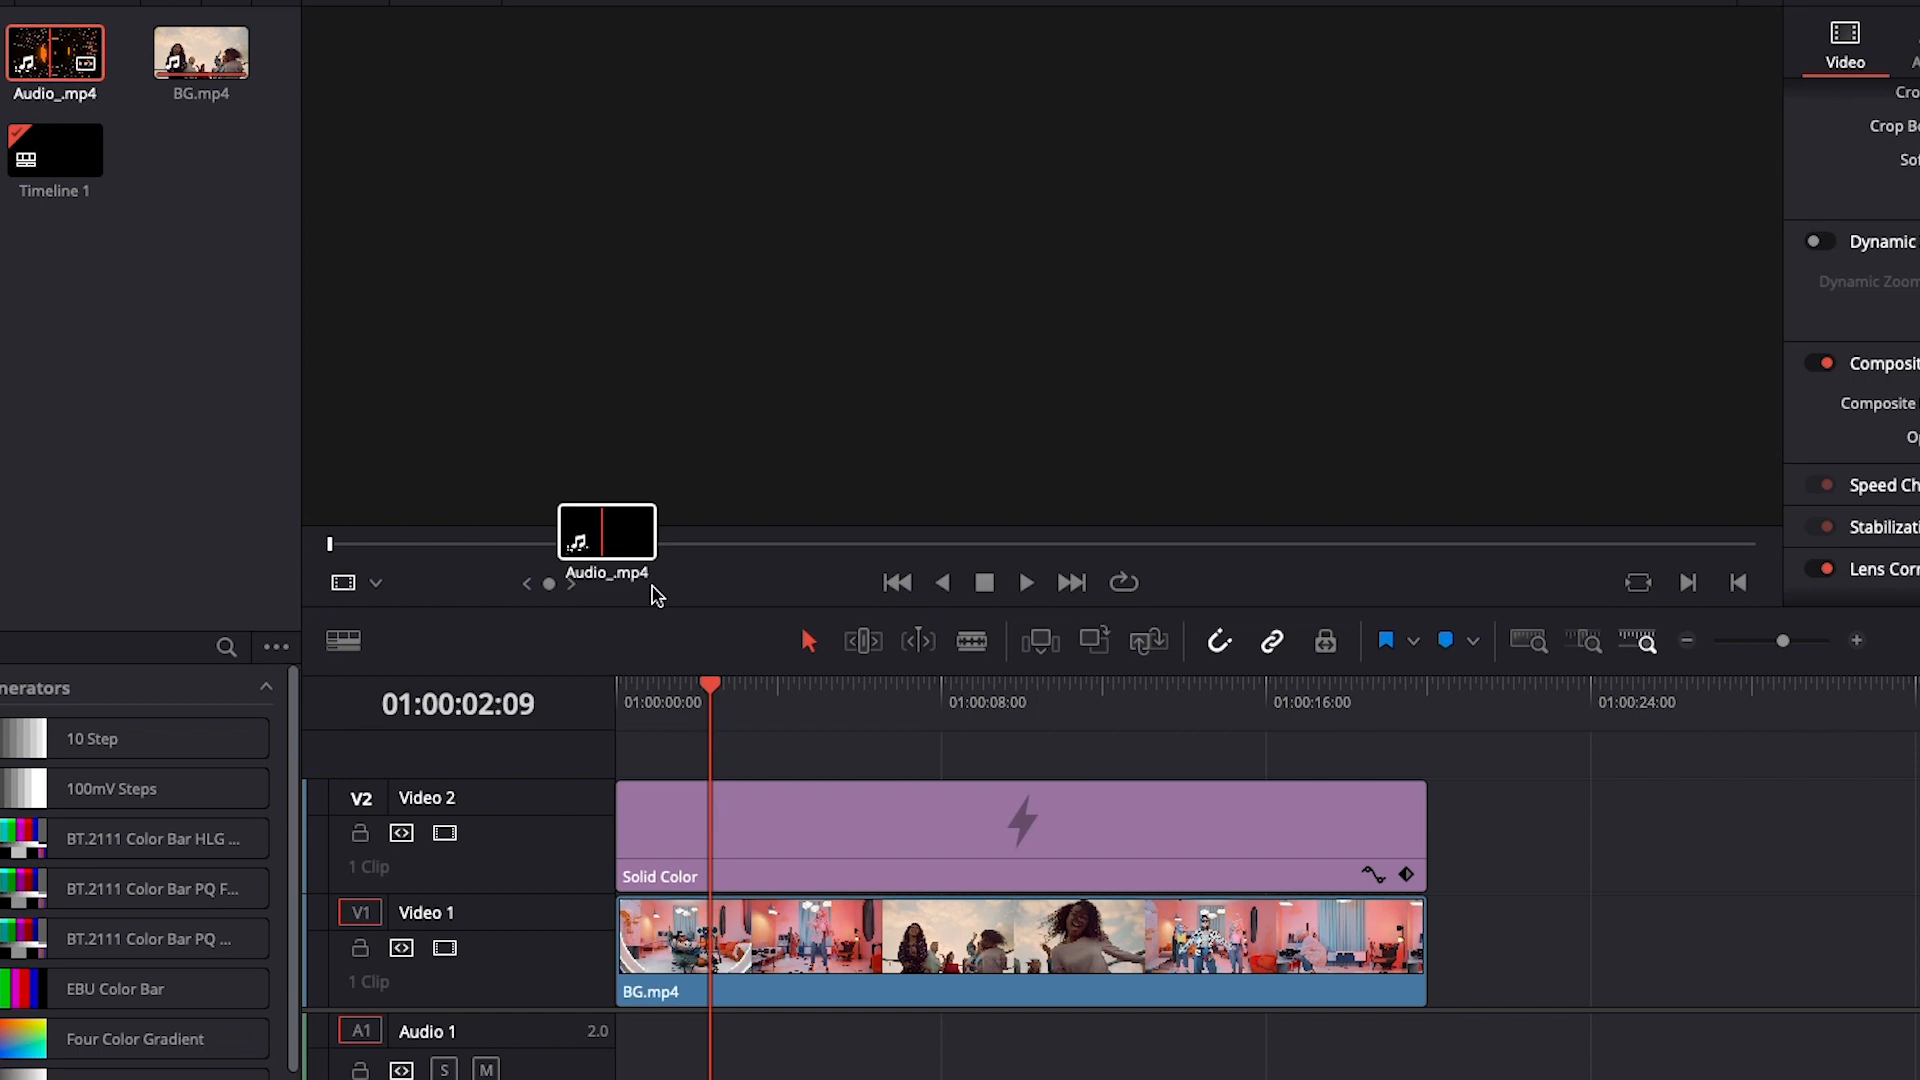 Audio_.mp4
BG.mp4
Timeline 1
Video
Crop Bo
Dynamic
Dynamic Zoom
Composit
Composite
Speed Ch
Stabilizati
Lens Corr
Audio_.mp4
nerators
10 Step
100mV Steps
BT.2111 Color Bar HLG ...
BT.2111 Color Bar PQ F...
BT.2111 Color Bar PQ ...
EBU Color Bar
Four Color Gradient
01:00:02:09
01:00:00:00
01:00:08:00
01:00:16:00
01:00:24:00
V2 Video 2
1 Clip
Solid Color
V1 Video 1
1 Clip
BG.mp4
A1 Audio 1 2.0
S M